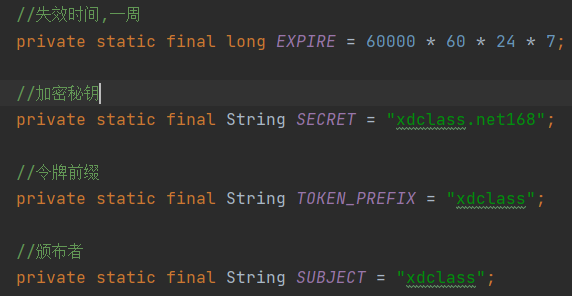 //失效时间,一周
private static final long EXPIRE = 60000 * 60 * 24 * 7;
//加密秘钥
private static final String SECRET = "xdclass.net168";
//令牌前缀
private static final String TOKEN_PREFIX = "xdclass";
//颁布者
private static final String SUBJECT = "xdclass";